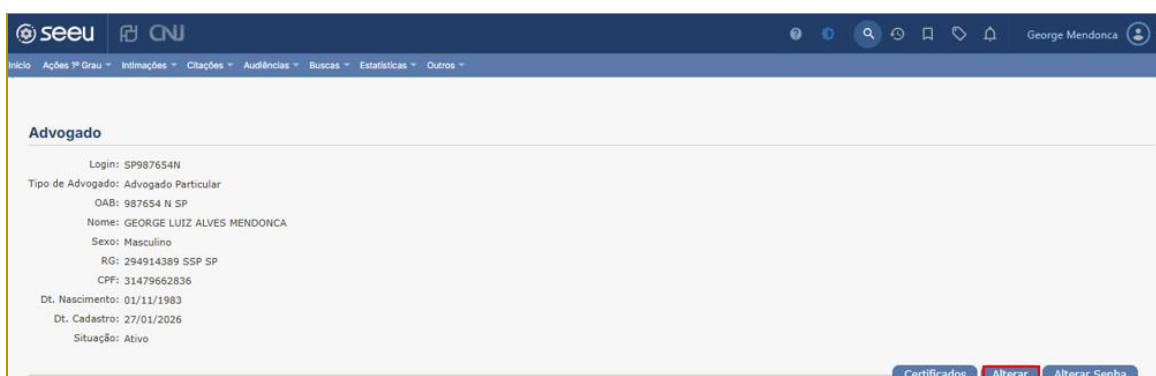 seeu CNJ George Mendonca
Início Ações 1º Grau Intimações Citações Audiências Buscas Estatísticas Outros
Advogado
Login: SP987654N
Tipo de Advogado: Advogado Particular
OAB: 987654 N SP
Nome: GEORGE LUIZ ALVES MENDONCA
Sexo: Masculino
RG: 294914389 SSP SP
CPF: 31479662836
Dt. Nascimento: 01/11/1983
Dt. Cadastro: 27/01/2026
Situação: Ativo
Certificados Alterar Alterar Senha